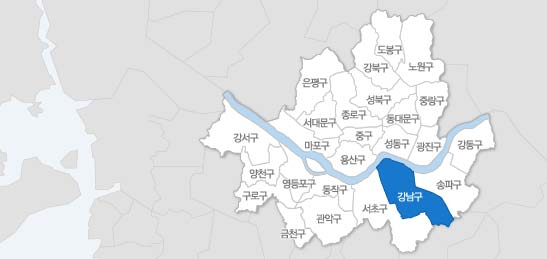 도봉구
강북구
노원구
은평구
성북구
중랑구
종로구
서대문구
동대문구
강서구
중구
마포구
성동구
광진구
강동구
용산구
양천구
영등포구
동작구
송파구
구로구
강남구
서초구
관악구
금천구